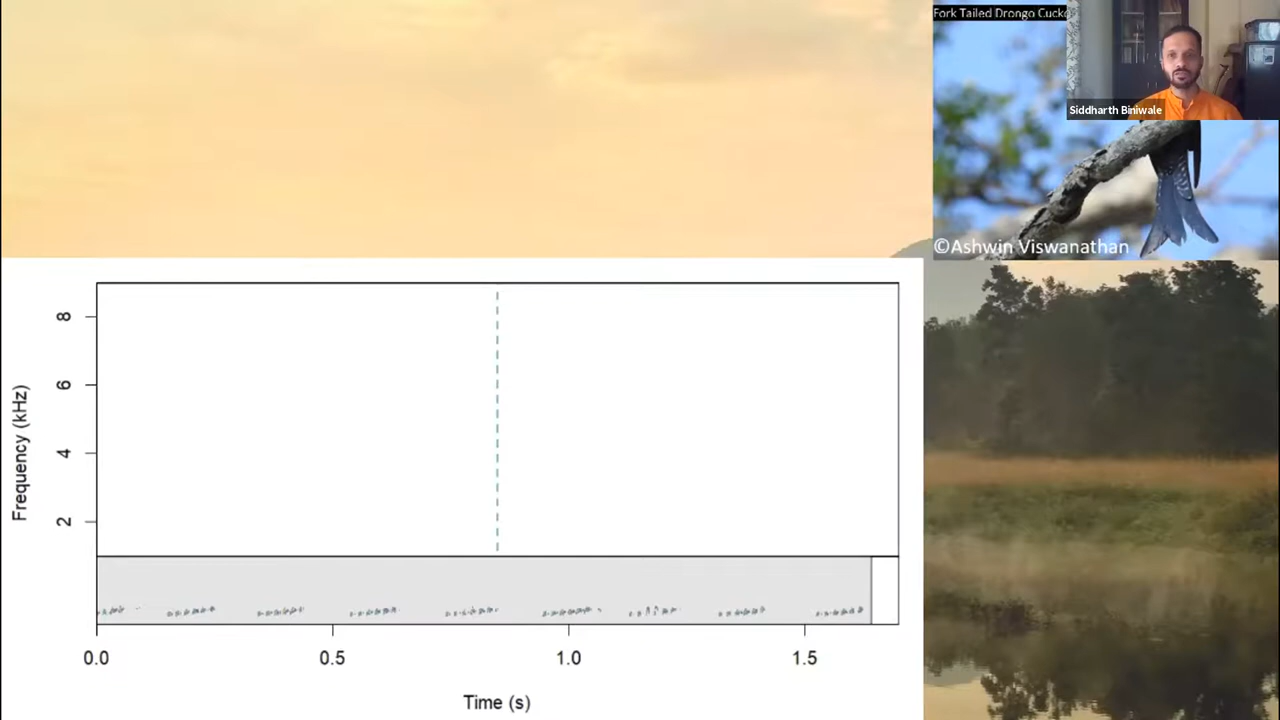 Fork Tailed Drongo
Siddharth Biniwale
©Ashwin Viswanathan
Frequency (kHz)
8
6
4
2
0.0 0.5 1.0 1.5
Time (s)